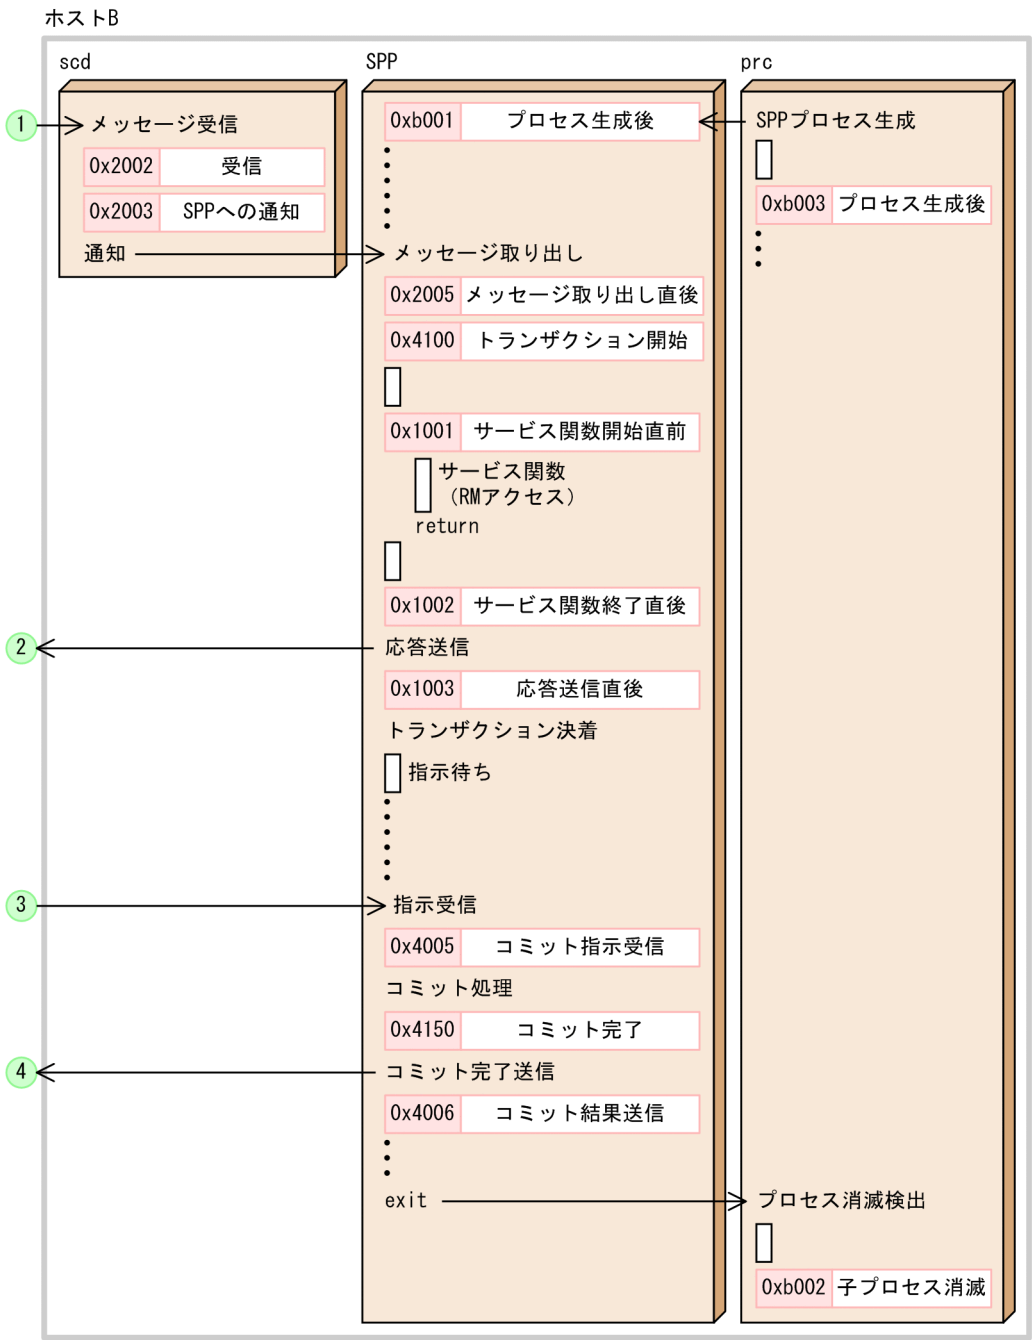 ホストB
scd
SPP
prc
1
メッセージ受信
0x2002 受信
0x2003 SPPへの通知
通知
0xb001 プロセス生成後
メッセージ取り出し
0x2005 メッセージ取り出し直後
0x4100 トランザクション開始
0x1001 サービス関数開始直前
サービス関数
（RMアクセス）
return
0x1002 サービス関数終了直後
2
応答送信
0x1003 応答送信直後
トランザクション決着
指示待ち
3
指示受信
0x4005 コミット指示受信
コミット処理
0x4150 コミット完了
4
コミット完了送信
0x4006 コミット結果送信
exit
SPPプロセス生成
0xb003 プロセス生成後
プロセス消滅検出
0xb002 子プロセス消滅